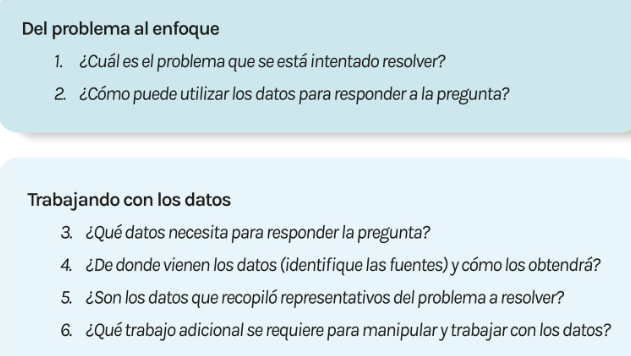 Del problema al enfoque
1. ¿Cuál es el problema que se está intentado resolver?
2. ¿Cómo puede utilizar los datos para responder a la pregunta?
Trabajando con los datos
3. ¿Qué datos necesita para responder la pregunta?
4. ¿De donde vienen los datos (identifique las fuentes) y cómo los obtendrá?
5. ¿Son los datos que recopiló representativos del problema a resolver?
6. ¿Qué trabajo adicional se requiere para manipular y trabajar con los datos?